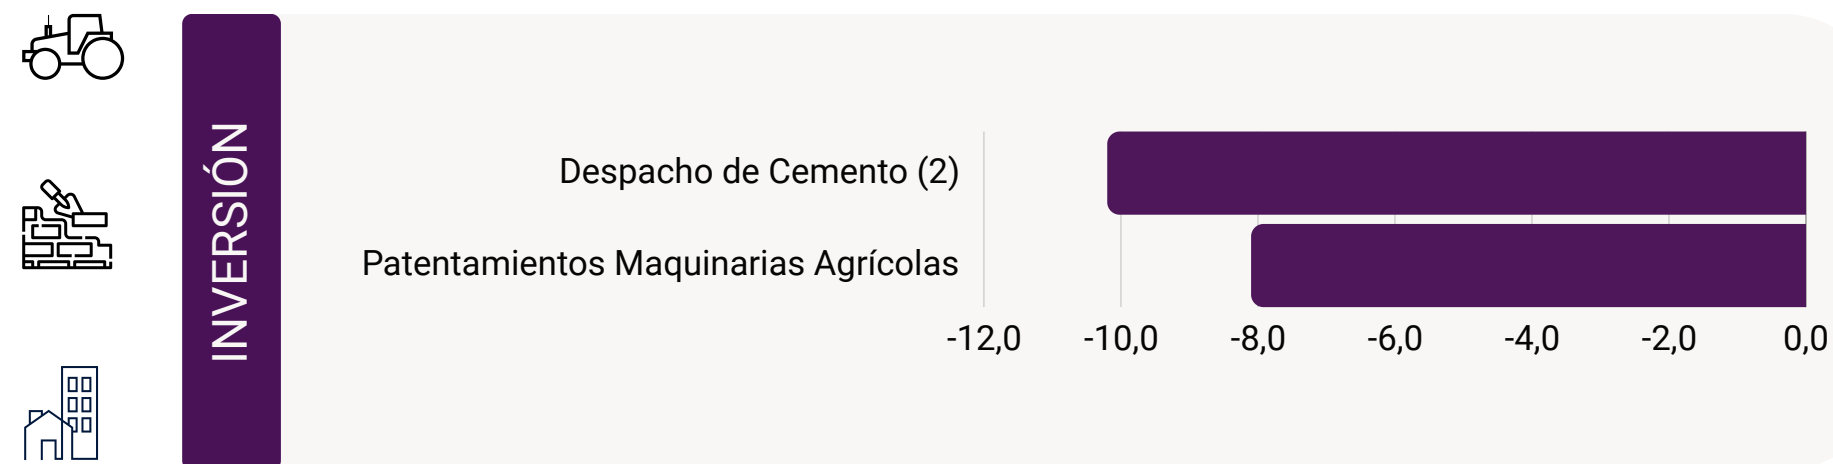 INVERSIÓN
Despacho de Cemento (2)
Patentamientos Maquinarias Agrícolas
-12,0 -10,0 -8,0 -6,0 -4,0 -2,0 0,0